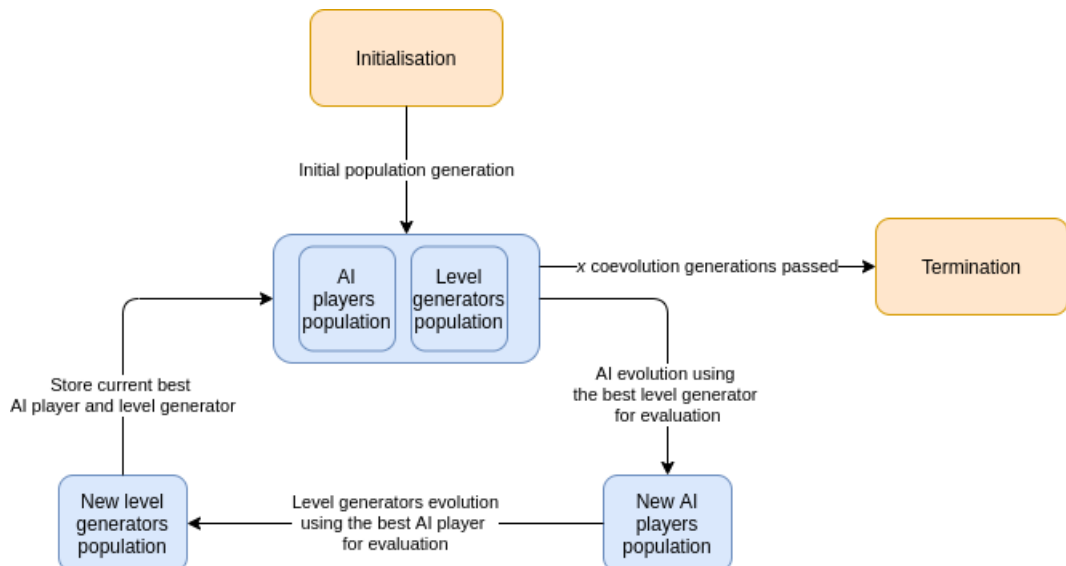 Initialisation
Initial population generation
AI
players
population
Level
generators
population
x coevolution generations passed
Termination
AI evolution using
the best level generator
for evaluation
Store current best
AI player and level generator
New level
generators
population
Level generators evolution
using the best AI player
for evaluation
New AI
players
population